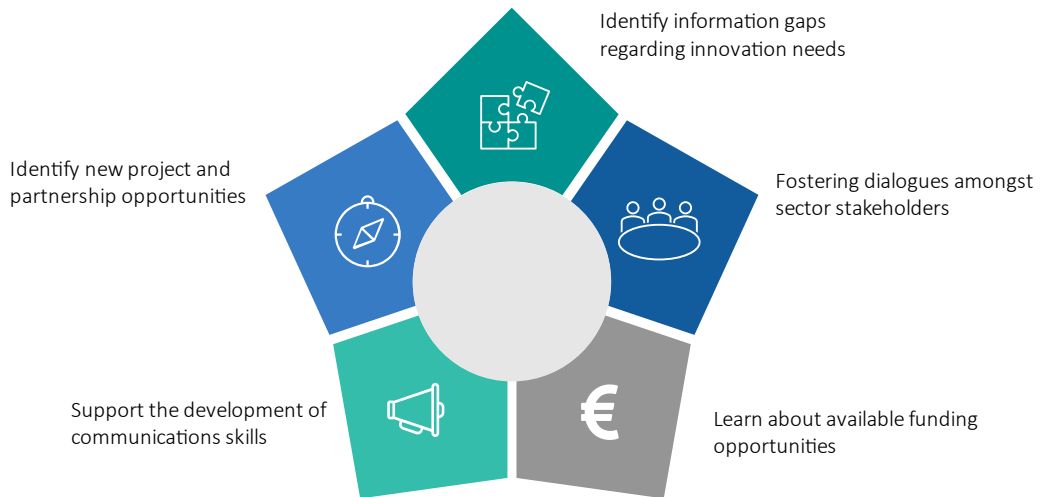 Identify information gaps
regarding innovation needs
Identify new project and
partnership opportunities
Fostering dialogues amongst
sector stakeholders
Support the development of
communications skills
€
Learn about available funding
opportunities